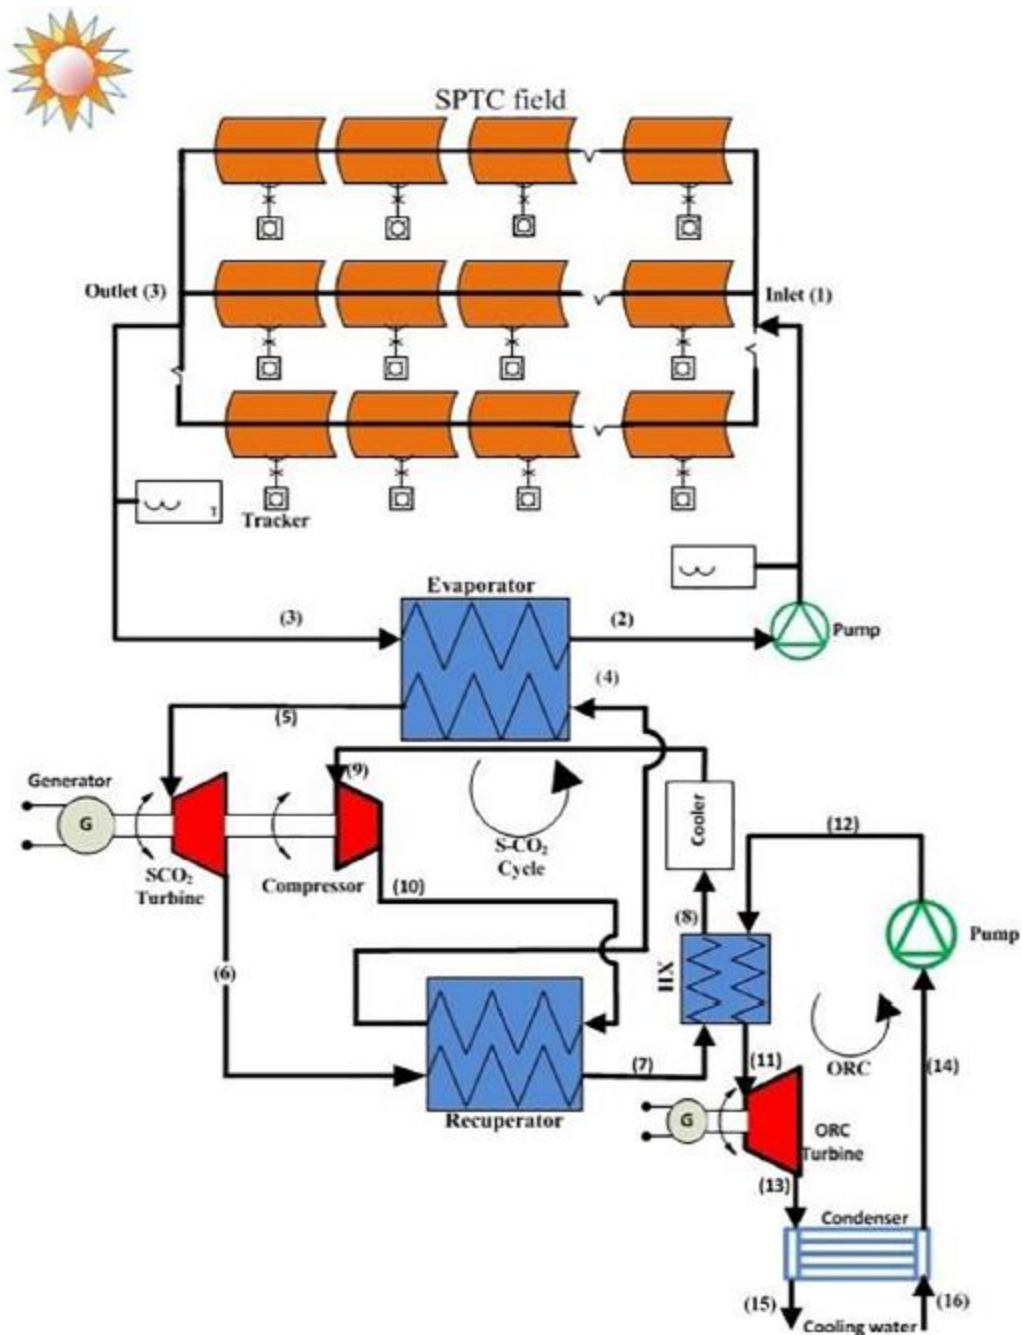 SPTC field
Outlet (3)
Inlet (1)
T
Tracker
Evaporator
(3)
(2)
Pump
(4)
(5)
(9)
Generator
G
SCO₂
Turbine
Compressor
S-CO₂
Cycle
Cooler
(12)
(10)
(8)
Pump
(6)
HX
ORC
(7)
(11)
(14)
Recuperator
G
ORC
Turbine
(13)
Condenser
(15)
(16)
Cooling water